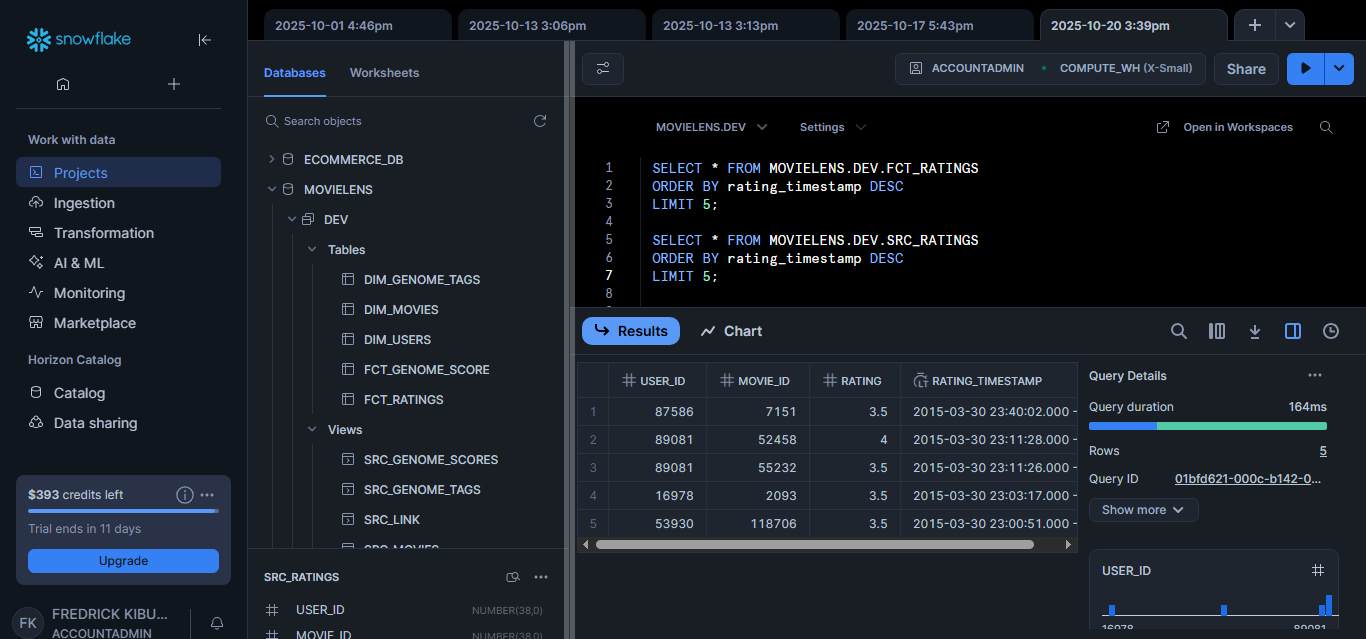 snowflake
Work with data
Projects
Ingestion
Transformation
AI & ML
Monitoring
Marketplace
Horizon Catalog
Catalog
Data sharing
$393 credits left
Trial ends in 11 days
Upgrade
FK
FREDRICK KIBU...
ACCOUNTADMIN
2025-10-01 4:46pm
2025-10-13 3:06pm
2025-10-13 3:13pm
2025-10-17 5:43pm
2025-10-20 3:39pm
Databases
Worksheets
Search objects
ECOMMERCE_DB
MOVIELENS
DEV
Tables
DIM_GENOME_TAGS
DIM_MOVIES
DIM_USERS
FCT_GENOME_SCORE
FCT_RATINGS
Views
SRC_GENOME_SCORES
SRC_GENOME_TAGS
SRC_LINK
SRC_MOVIES
SRC_RATINGS
USER_ID NUMBER(38,0)
MOVIE_ID NUMBER(38,0)
ACCOUNTADMIN
COMPUTE_WH (X-Small)
Share
MOVIELENS.DEV
Settings
Open in Workspaces
1 SELECT * FROM MOVIELENS.DEV.FCT_RATINGS
2 ORDER BY rating_timestamp DESC
3 LIMIT 5;
4
5 SELECT * FROM MOVIELENS.DEV.SRC_RATINGS
6 ORDER BY rating_timestamp DESC
7 LIMIT 5;
8
Results
Chart
USER_ID MOVIE_ID RATING RATING_TIMESTAMP
1 87586 7151 3.5 2015-03-30 23:40:02.000 -
2 89081 52458 4 2015-03-30 23:11:28.000 -
3 89081 55232 3.5 2015-03-30 23:11:26.000 -
4 16978 2093 3.5 2015-03-30 23:03:17.000 -
5 53930 118706 3.5 2015-03-30 23:00:51.000 -
Query Details
Query duration 164ms
Rows 5
Query ID 01bfd621-000c-b142-0...
Show more
USER_ID
16978 89081